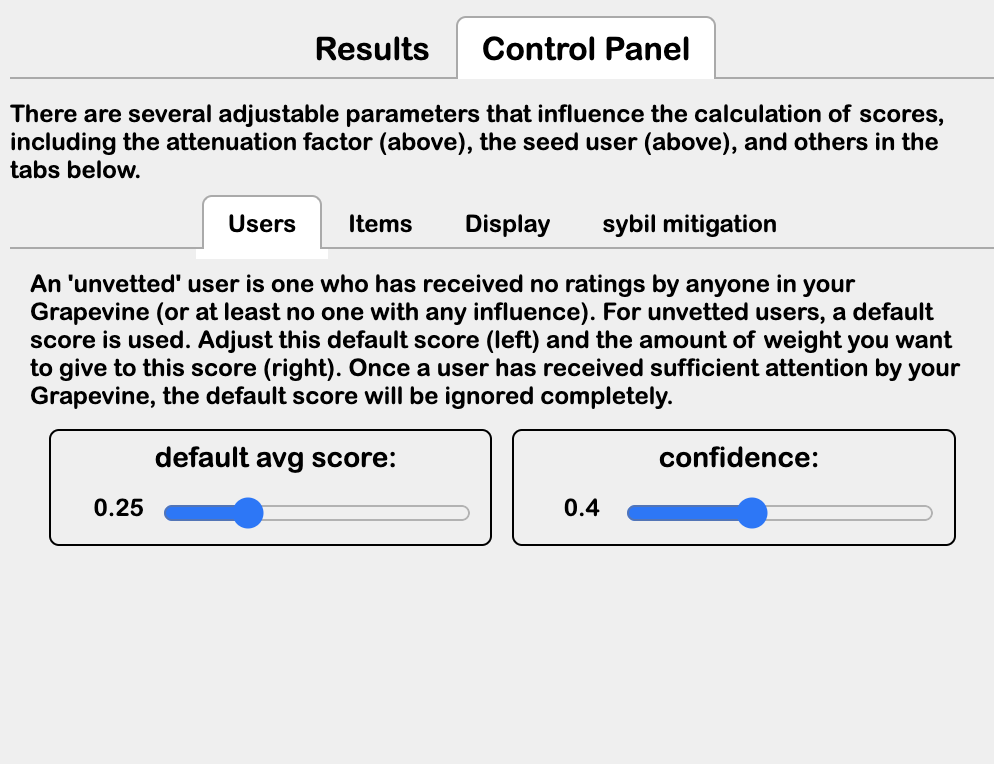 Results
Control Panel
There are several adjustable parameters that influence the calculation of scores,
including the attenuation factor (above), the seed user (above), and others in the
tabs below.
Users
Items
Display
sybil mitigation
An 'unvetted' user is one who has received no ratings by anyone in your
Grapevine (or at least no one with any influence). For unvetted users, a default
score is used. Adjust this default score (left) and the amount of weight you want
to give to this score (right). Once a user has received sufficient attention by your
Grapevine, the default score will be ignored completely.
default avg score:
0.25
confidence:
0.4